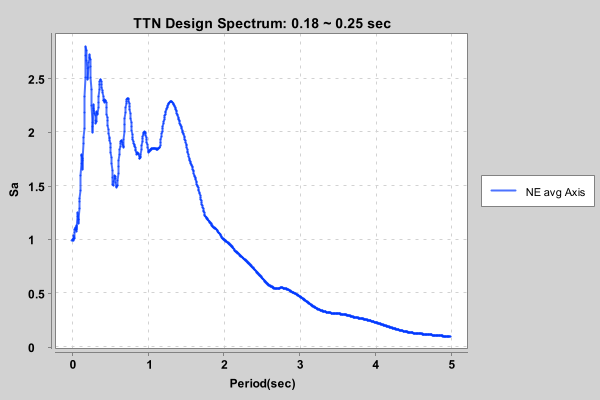 TTN Design Spectrum: 0.18 ~ 0.25 sec
2.5
2
1.5
1
0.5
0
Sa
0 1 2 3 4 5
Period(sec)
NE avg Axis